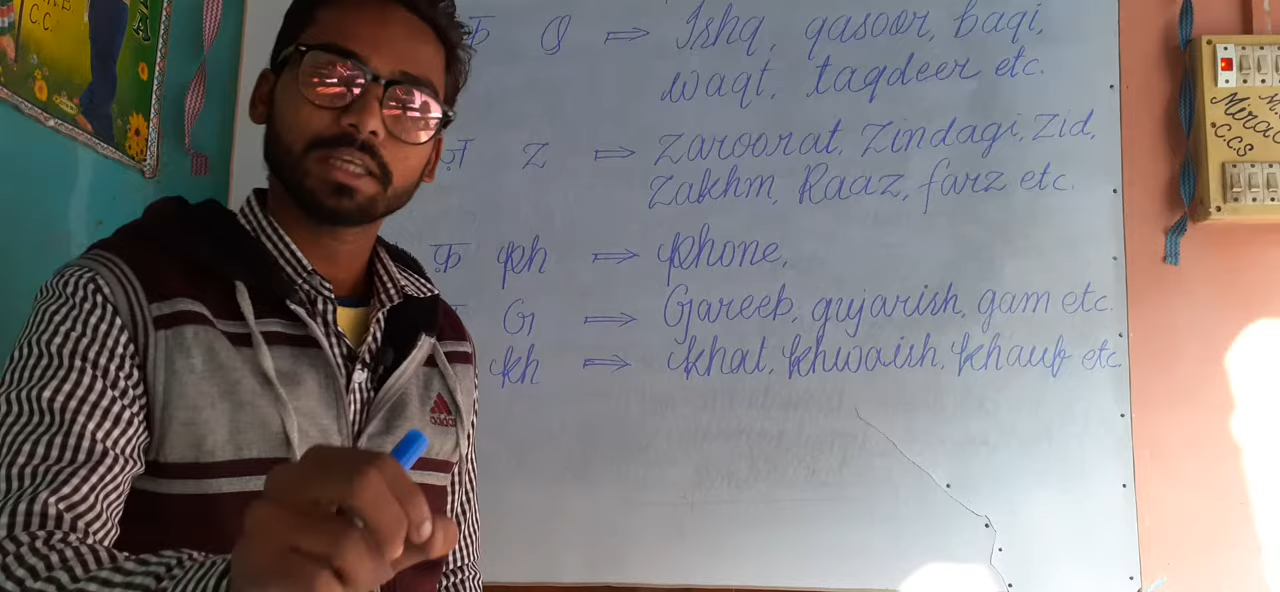 क़ Q ⇒ Ishq, qasoor, baqi,
waqt, taqdeer etc.
ज़ Z ⇒ Zaroorat, Zindagi, Zid,
Zakhm, Raaz, farz etc.
फ़ ph ⇒ Phone,
G ⇒ Gareeb, gujarish, gam etc.
kh ⇒ Khat, khwaish, khauf etc
adidas
C.C.
Mira
C.C.S